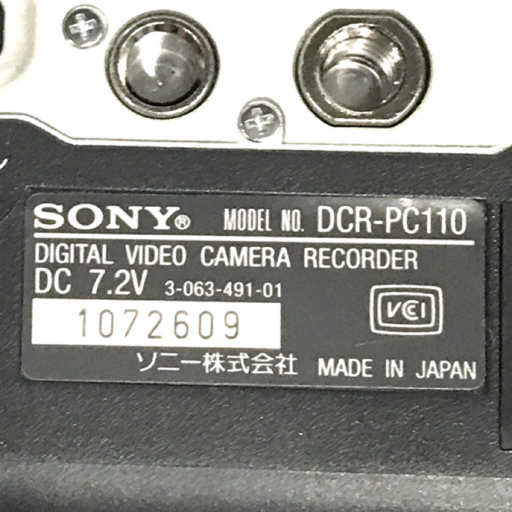 SONY® MODEL NO. DCR-PC110
DIGITAL VIDEO CAMERA RECORDER
DC 7.2V 3-063-491-01
VCCI
1072609
ソニー株式会社 MADE IN JAPAN